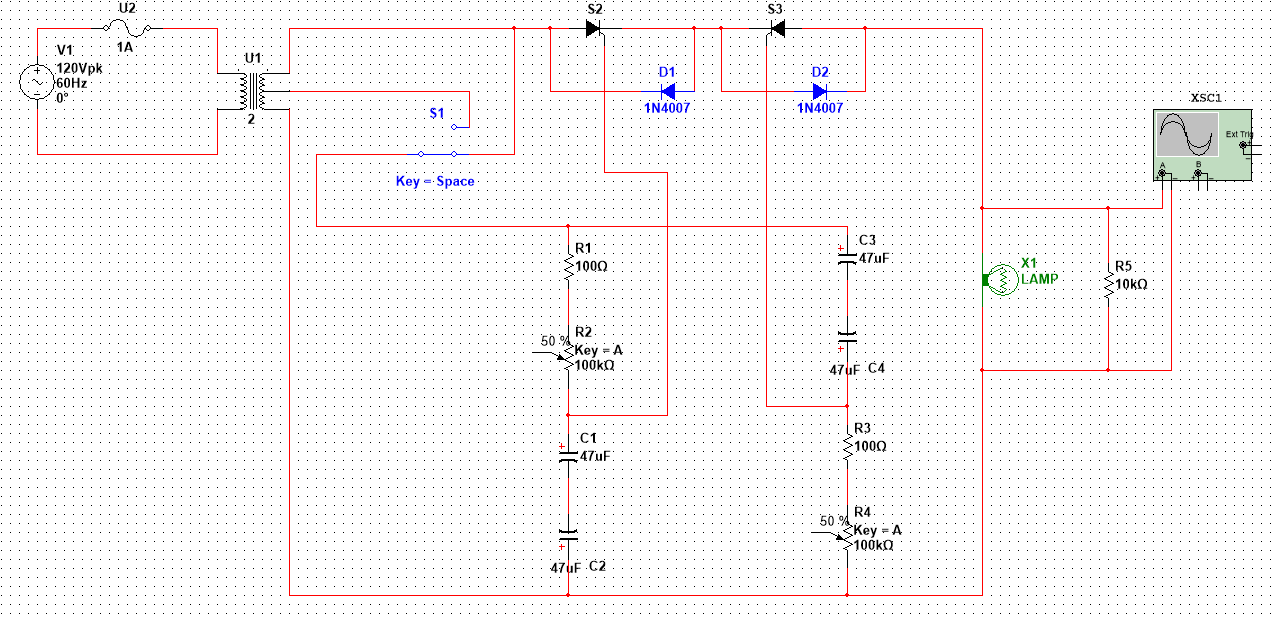 U2
1A
V1
120Vpk
60Hz
0°
U1
2
S1
Key = Space
S2
S3
D1
1N4007
D2
1N4007
XSC1
Ext Trig
A
B
R1
100Ω
R2
50 %
Key = A
100kΩ
C1
47uF
47uF C2
C3
47uF
47uF C4
R3
100Ω
R4
50 %
Key = A
100kΩ
X1
LAMP
R5
10kΩ